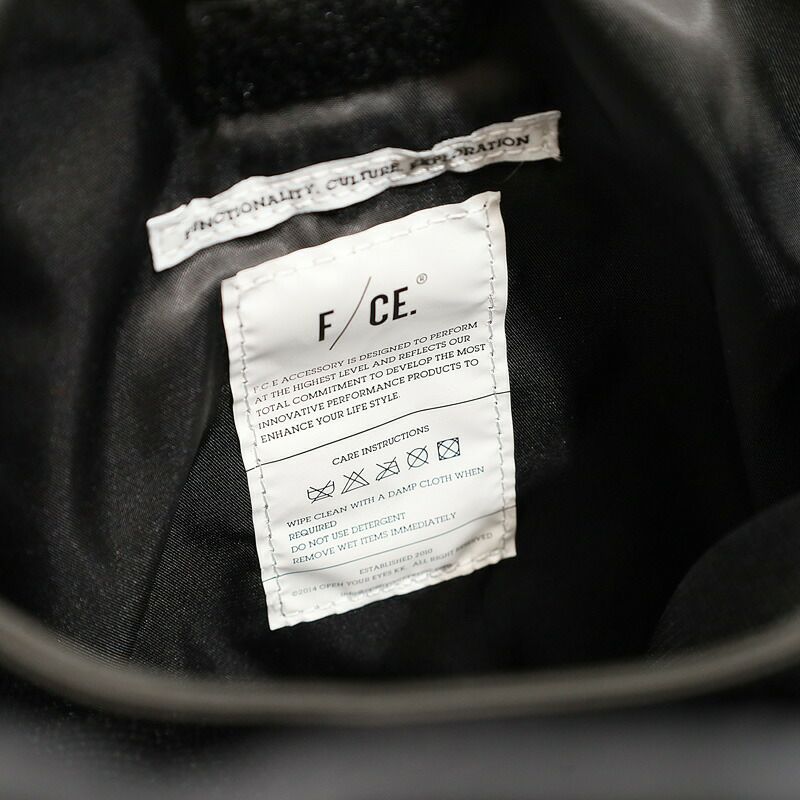 FUNCTIONALITY. CULTURE. EXPLORATION
F/CE.®
F C E ACCESSORY IS DESIGNED TO PERFORM
AT THE HIGHEST LEVEL AND REFLECTS OUR
TOTAL COMMITMENT TO DEVELOP THE MOST
INNOVATIVE PERFORMANCE PRODUCTS TO
ENHANCE YOUR LIFE STYLE.
CARE INSTRUCTIONS
WIPE CLEAN WITH A DAMP CLOTH WHEN
REQUIRED
DO NOT USE DETERGENT
REMOVE WET ITEMS IMMEDIATELY
ESTABLISHED 2010
©2014 OPEN YOUR EYES KK. ALL RIGHT RESERVED